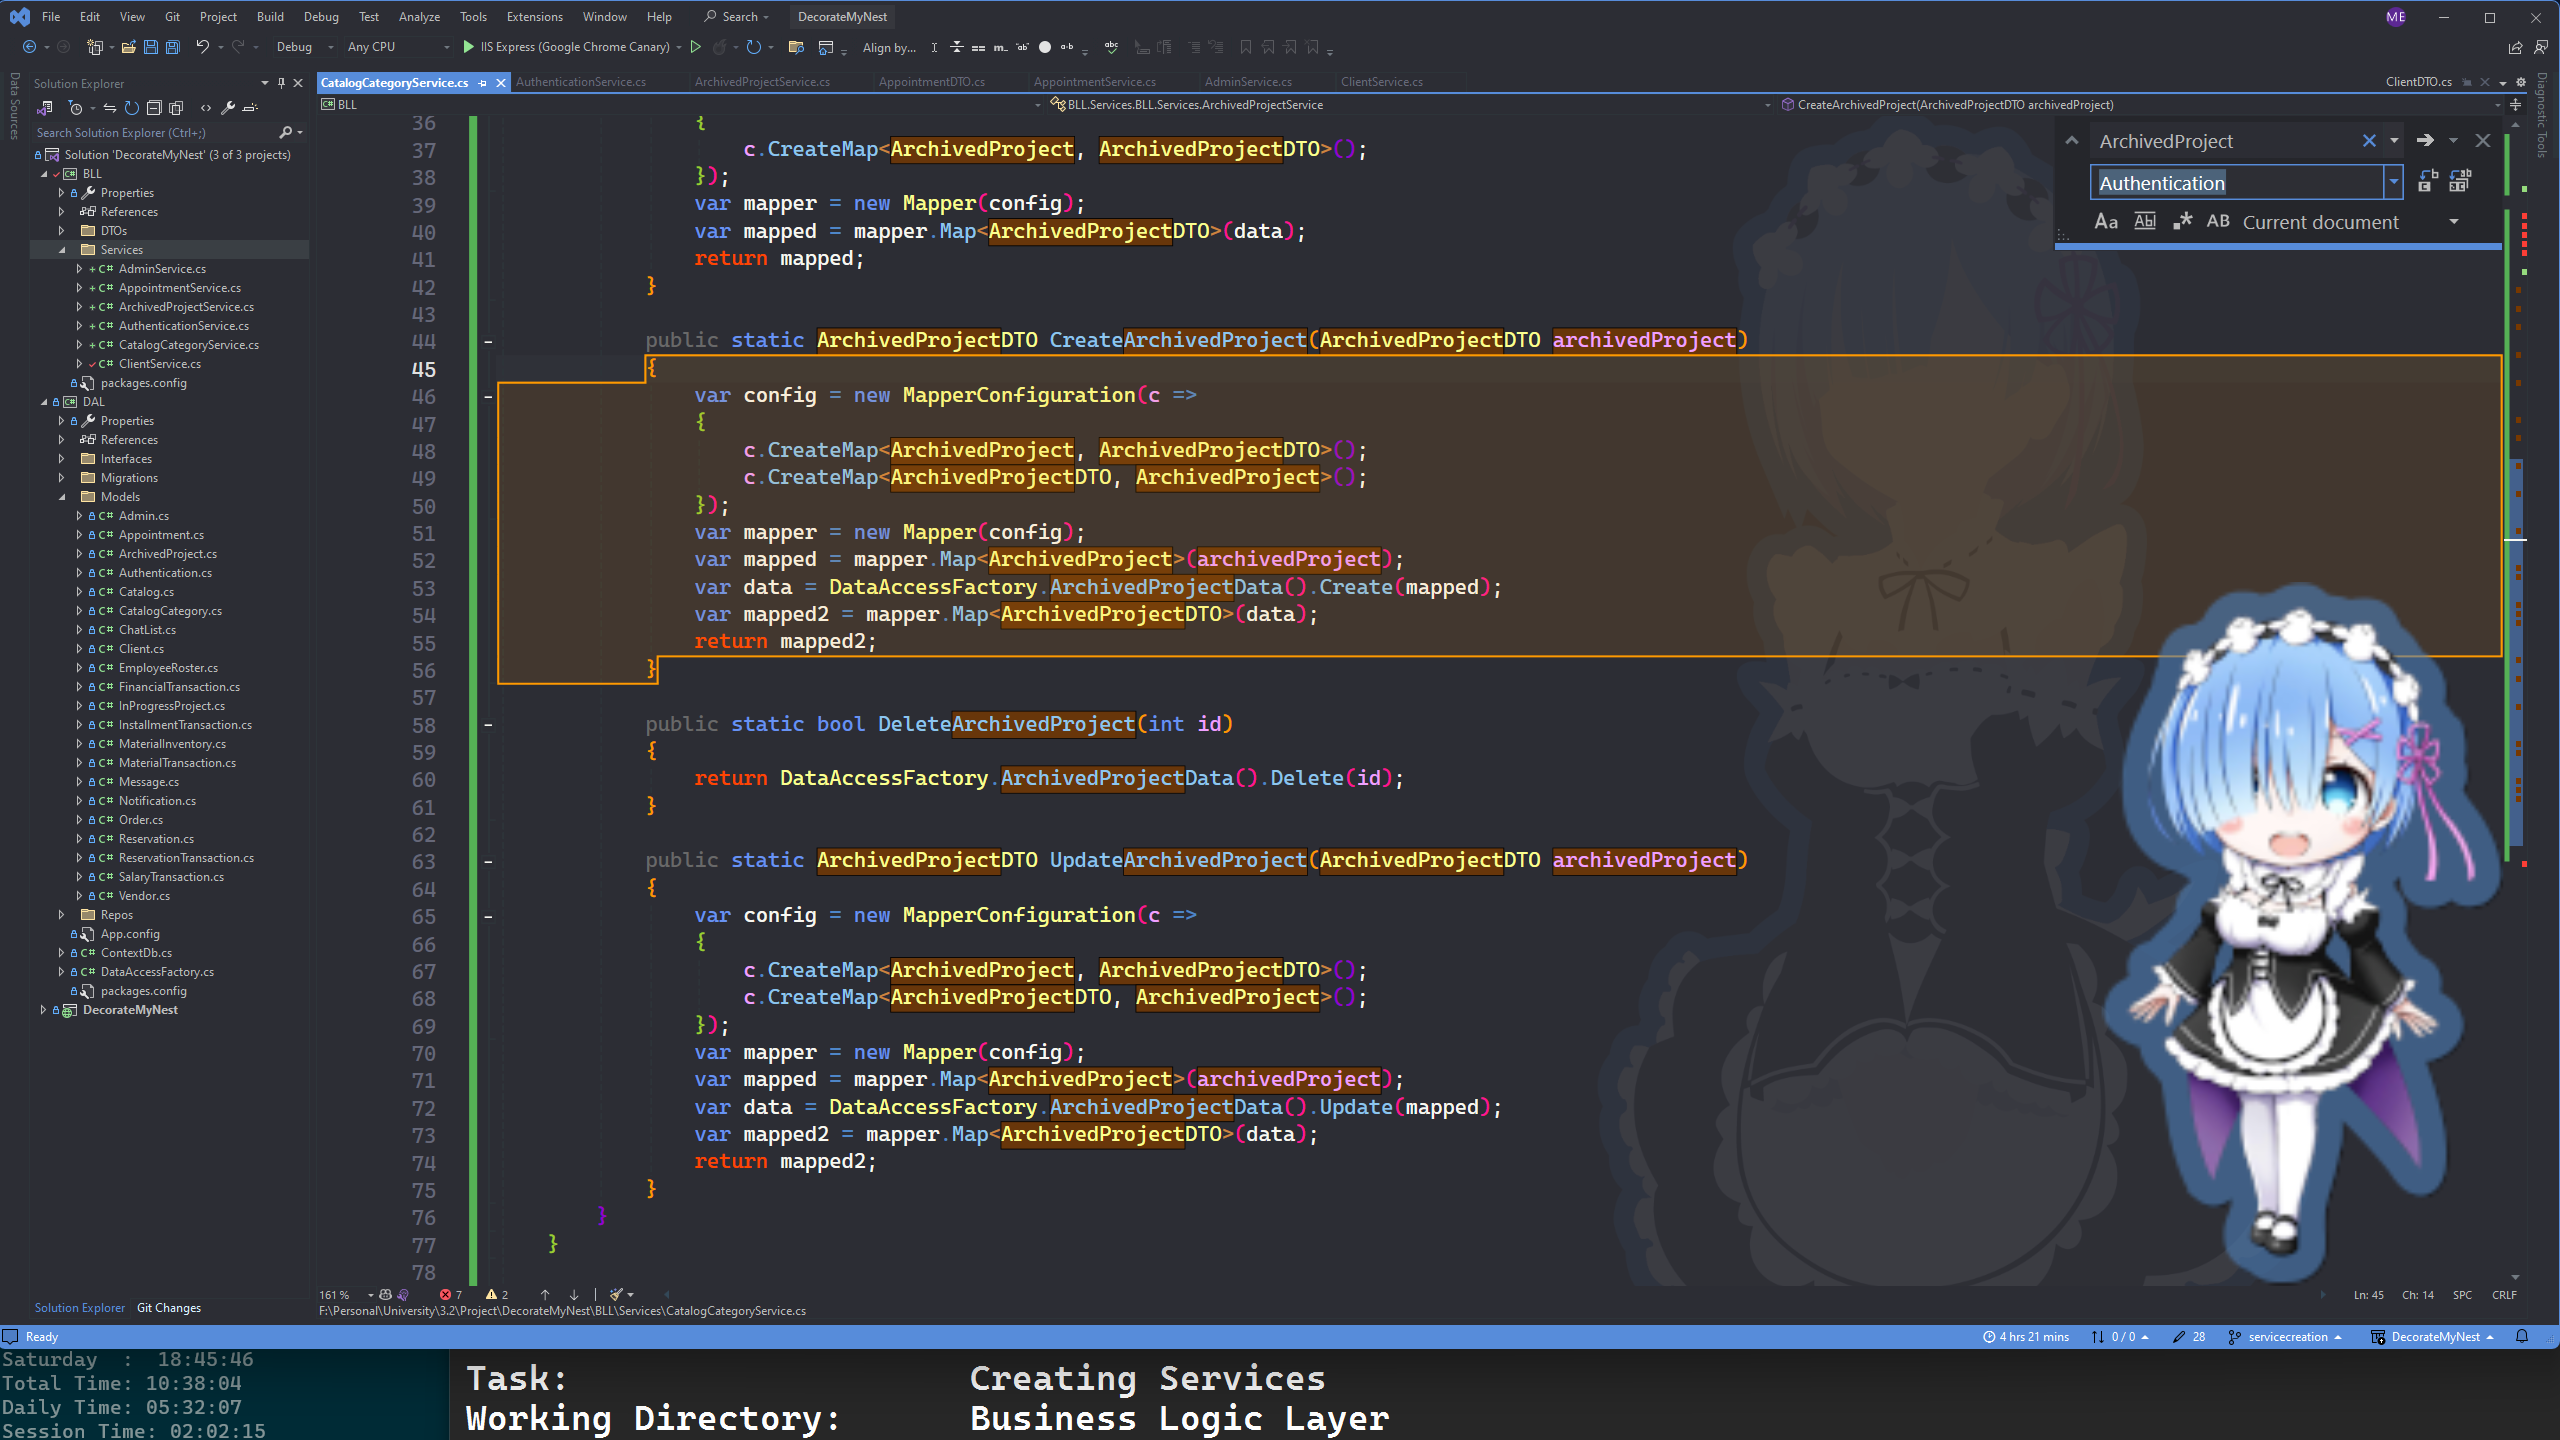 File Edit View Git Project Build Debug Test Analyze Tools Extensions Window Help Search DecorateMyNest ME
Debug Any CPU IIS Express (Google Chrome Canary) Align by...
Data Sources
Solution Explorer
Search Solution Explorer (Ctrl+;)
Solution 'DecorateMyNest' (3 of 3 projects)
BLL
Properties
References
DTOs
Services
C# AdminService.cs
C# AppointmentService.cs
C# ArchivedProjectService.cs
C# AuthenticationService.cs
C# CatalogCategoryService.cs
C# ClientService.cs
packages.config
DAL
Properties
References
Interfaces
Migrations
Models
C# Admin.cs
C# Appointment.cs
C# ArchivedProject.cs
C# Authentication.cs
C# Catalog.cs
C# CatalogCategory.cs
C# ChatList.cs
C# Client.cs
C# EmployeeRoster.cs
C# FinancialTransaction.cs
C# InProgressProject.cs
C# InstallmentTransaction.cs
C# MaterialInventory.cs
C# MaterialTransaction.cs
C# Message.cs
C# Notification.cs
C# Order.cs
C# Reservation.cs
C# ReservationTransaction.cs
C# SalaryTransaction.cs
C# Vendor.cs
Repos
App.config
C# ContextDb.cs
C# DataAccessFactory.cs
packages.config
DecorateMyNest
Solution Explorer Git Changes
CatalogCategoryService.cs AuthenticationService.cs ArchivedProjectService.cs AppointmentDTO.cs AppointmentService.cs AdminService.cs ClientService.cs ClientDTO.cs
BLL BLL.Services.BLL.Services.ArchivedProjectService CreateArchivedProject(ArchivedProjectDTO archivedProject)
Diagnostic Tools
ArchivedProject
Authentication
Aa Abl .* AB Current document
36 {
37 c.CreateMap<ArchivedProject, ArchivedProjectDTO>();
38 });
39 var mapper = new Mapper(config);
40 var mapped = mapper.Map<ArchivedProjectDTO>(data);
41 return mapped;
42 }
43
44 public static ArchivedProjectDTO CreateArchivedProject(ArchivedProjectDTO archivedProject)
45 {
46 var config = new MapperConfiguration(c =>
47 {
48 c.CreateMap<ArchivedProject, ArchivedProjectDTO>();
49 c.CreateMap<ArchivedProjectDTO, ArchivedProject>();
50 });
51 var mapper = new Mapper(config);
52 var mapped = mapper.Map<ArchivedProject>(archivedProject);
53 var data = DataAccessFactory.ArchivedProjectData().Create(mapped);
54 var mapped2 = mapper.Map<ArchivedProjectDTO>(data);
55 return mapped2;
56 }
57
58 public static bool DeleteArchivedProject(int id)
59 {
60 return DataAccessFactory.ArchivedProjectData().Delete(id);
61 }
62
63 public static ArchivedProjectDTO UpdateArchivedProject(ArchivedProjectDTO archivedProject)
64 {
65 var config = new MapperConfiguration(c =>
66 {
67 c.CreateMap<ArchivedProject, ArchivedProjectDTO>();
68 c.CreateMap<ArchivedProjectDTO, ArchivedProject>();
69 });
70 var mapper = new Mapper(config);
71 var mapped = mapper.Map<ArchivedProject>(archivedProject);
72 var data = DataAccessFactory.ArchivedProjectData().Update(mapped);
73 var mapped2 = mapper.Map<ArchivedProjectDTO>(data);
74 return mapped2;
75 }
76 }
77 }
78
161 % 7 2 Ln: 45 Ch: 14 SPC CRLF
F:\Personal\University\3.2\Project\DecorateMyNest\BLL\Services\CatalogCategoryService.cs
Ready 4 hrs 21 mins 0 / 0 28 servicecreation DecorateMyNest
Saturday : 18:45:46
Total Time: 10:38:04
Daily Time: 05:32:07
Session Time: 02:02:15
Task: Creating Services
Working Directory: Business Logic Layer